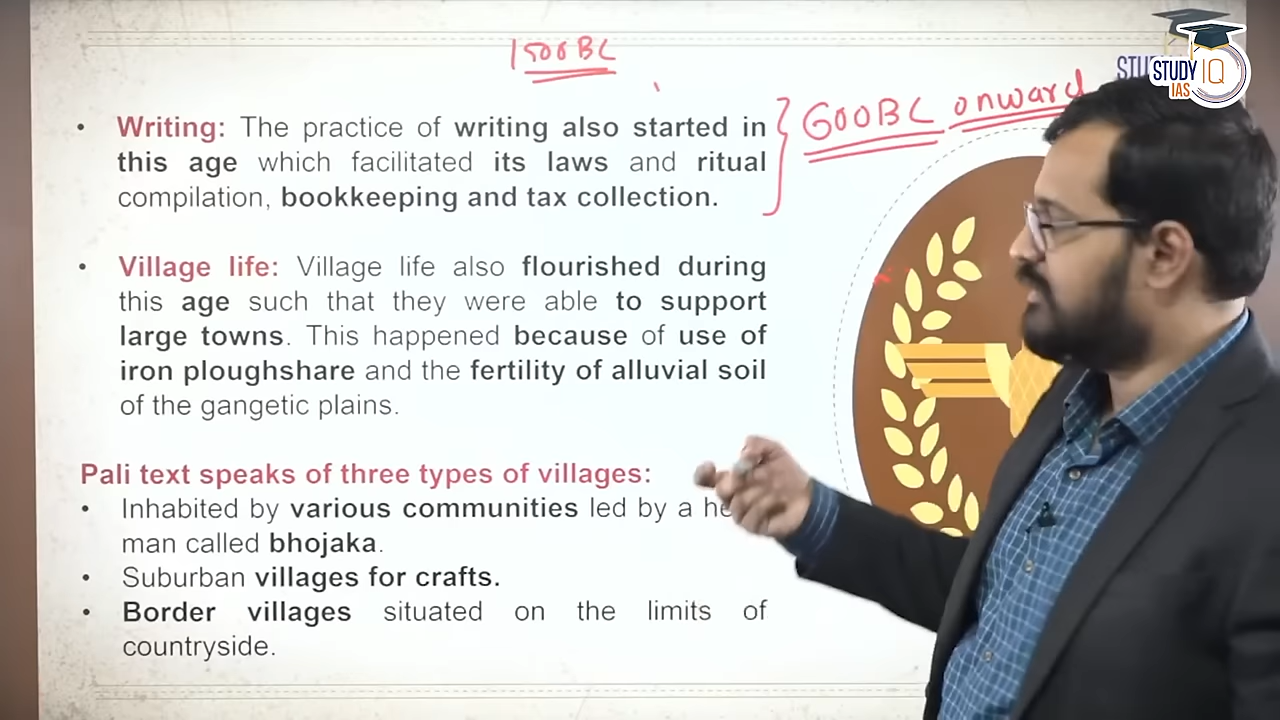 1500BC
STUDY IQ
IAS
• Writing: The practice of writing also started in
this age which facilitated its laws and ritual
compilation, bookkeeping and tax collection.
600BC onward
• Village life: Village life also flourished during
this age such that they were able to support
large towns. This happened because of use of
iron ploughshare and the fertility of alluvial soil
of the gangetic plains.
Pali text speaks of three types of villages:
• Inhabited by various communities led by a he
man called bhojaka.
• Suburban villages for crafts.
• Border villages situated on the limits of
countryside.